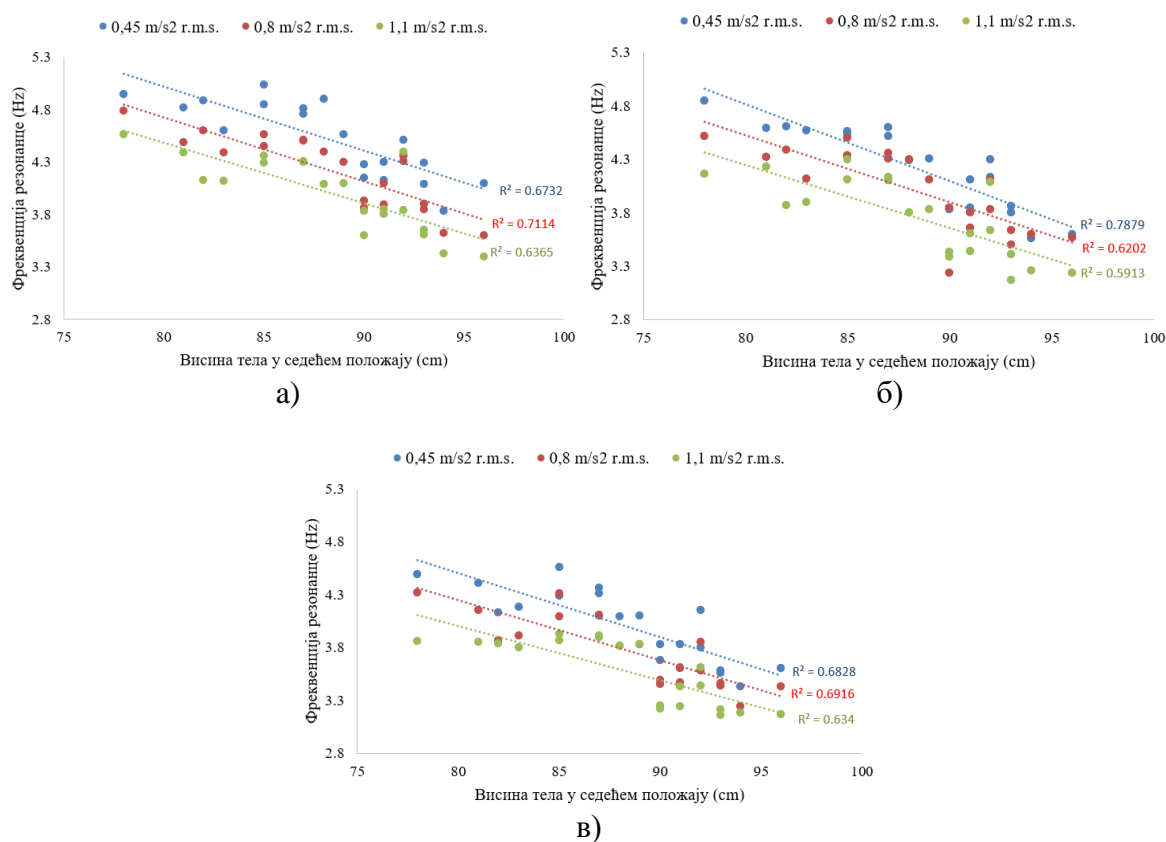 0,45 m/s2 r.m.s. 0,8 m/s2 r.m.s. 1,1 m/s2 r.m.s.
5.3
4.8
4.3
3.8
3.3
2.8
Фреквенција резонанце (Hz)
R² = 0.6732
R² = 0.7114
R² = 0.6365
75 80 85 90 95 100
Висина тела у седећем положају (cm)
а)
0,45 m/s2 r.m.s. 0,8 m/s2 r.m.s. 1,1 m/s2 r.m.s.
5.3
4.8
4.3
3.8
3.3
2.8
Фреквенција резонанце (Hz)
R² = 0.7879
R² = 0.6202
R² = 0.5913
75 80 85 90 95 100
Висина тела у седећем положају (cm)
б)
0,45 m/s2 r.m.s. 0,8 m/s2 r.m.s. 1,1 m/s2 r.m.s.
5.3
4.8
4.3
3.8
3.3
2.8
Фреквенција резонанце (Hz)
R² = 0.6828
R² = 0.6916
R² = 0.634
75 80 85 90 95 100
Висина тела у седећем положају (cm)
в)